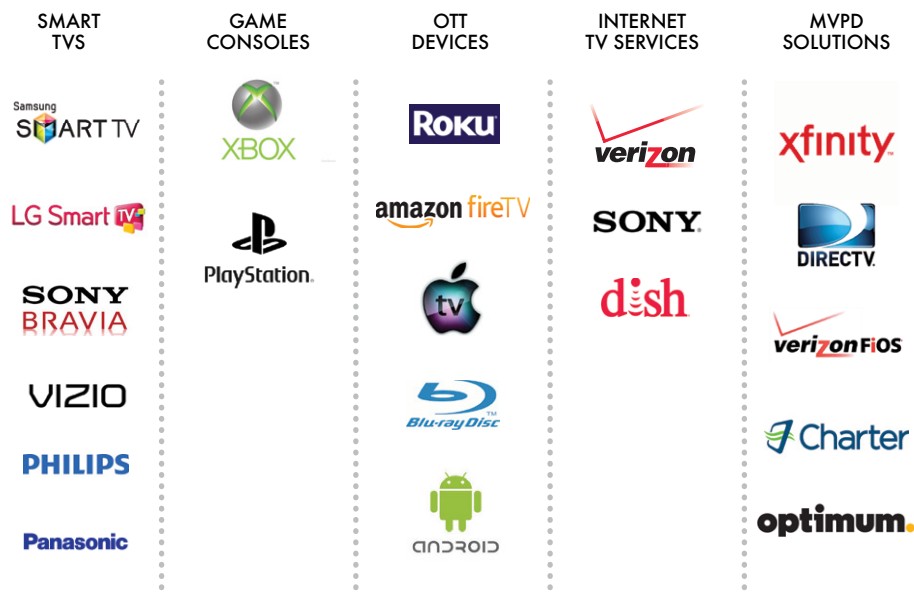 SMART
TVS
GAME
CONSOLES
OTT
DEVICES
INTERNET
TV SERVICES
MVPD
SOLUTIONS
Samsung
SMART TV
LG Smart TV
SONY
BRAVIA
VIZIO
PHILIPS
Panasonic
XBOX
PlayStation®
ROKU
amazon fireTV
tv
Blu-ray Disc™
ANDROID
verizon
SONY®
dish
xfinity™
DIRECTV
verizon FiOS
Charter
optimum.